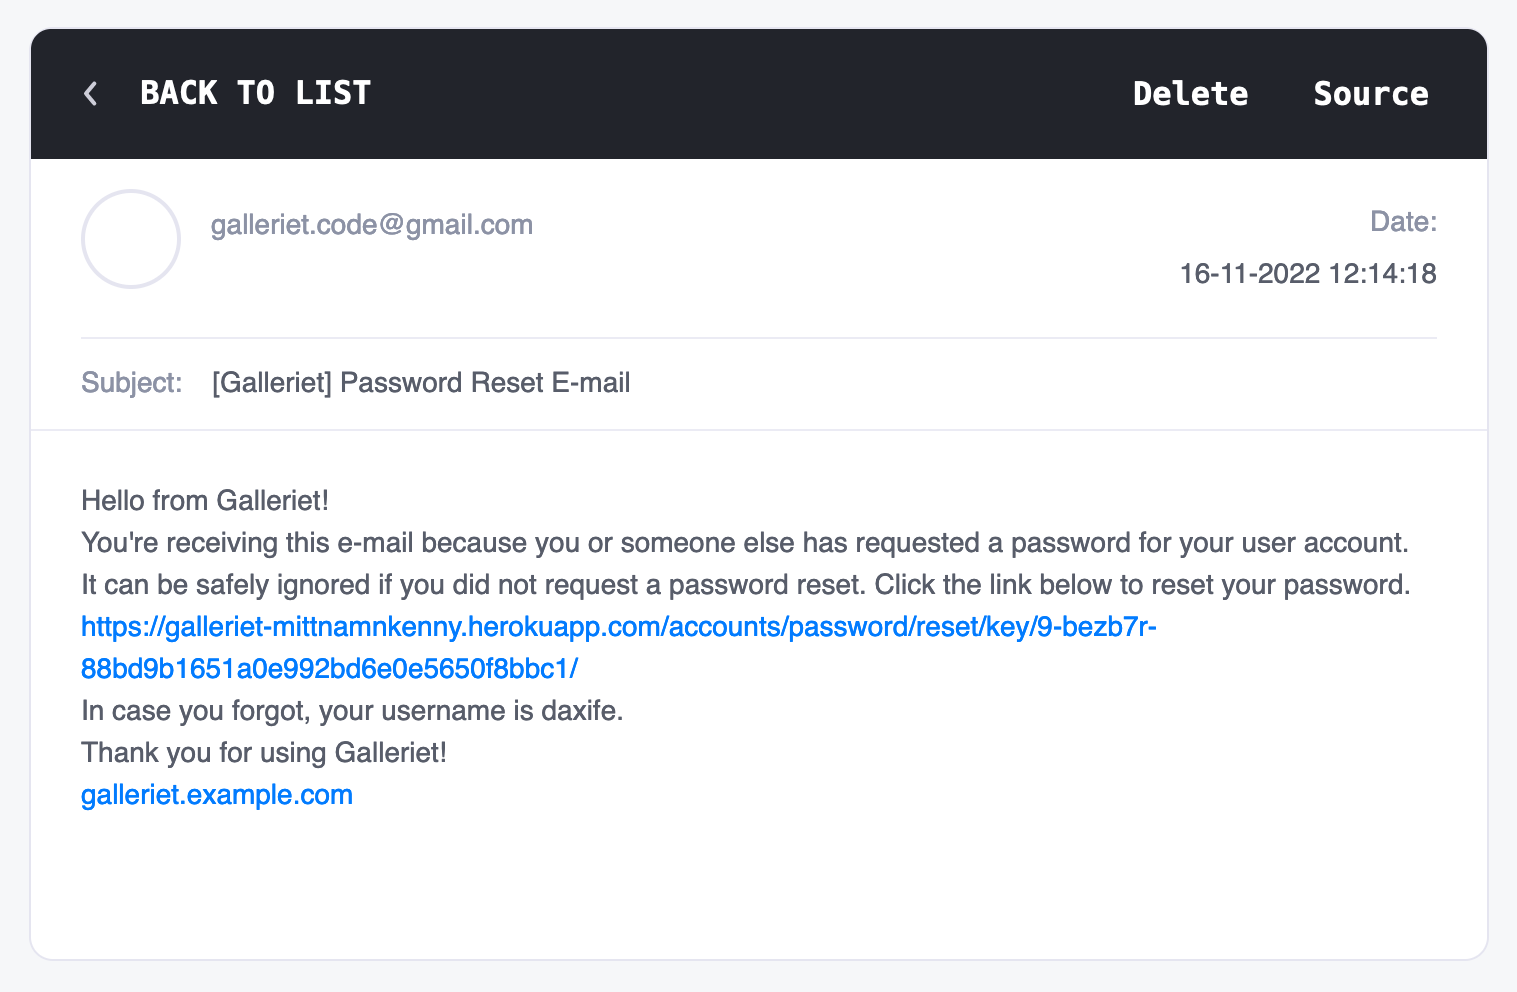 BACK TO LIST Delete Source
galleriet.code@gmail.com Date:
16-11-2022 12:14:18
Subject: [Galleriet] Password Reset E-mail
Hello from Galleriet!
You're receiving this e-mail because you or someone else has requested a password for your user account.
It can be safely ignored if you did not request a password reset. Click the link below to reset your password.
https://galleriet-mittnamnkenny.herokuapp.com/accounts/password/reset/key/9-bezb7r-
88bd9b1651a0e992bd6e0e5650f8bbc1/
In case you forgot, your username is daxife.
Thank you for using Galleriet!
galleriet.example.com